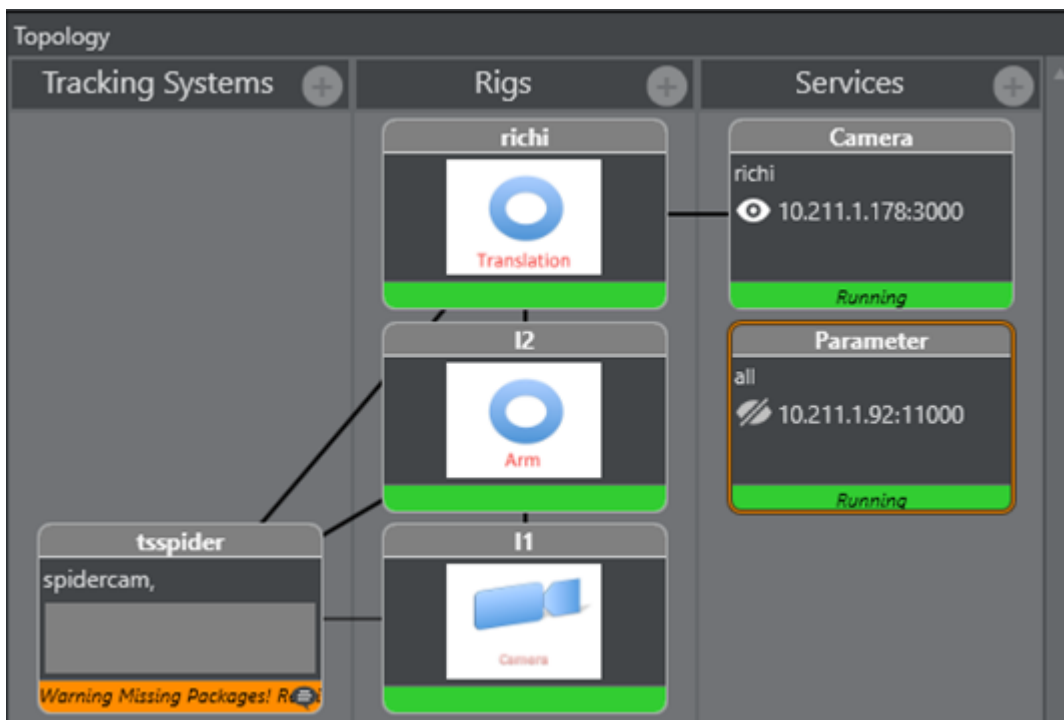 Topology
Tracking Systems
Rigs
Services
richi
Translation
Camera
richi
10.211.1.178:3000
Running
I2
Arm
Parameter
all
10.211.1.92:11000
Running
tsspider
spidercam,
Warning Missing Packages!
I1
Camera